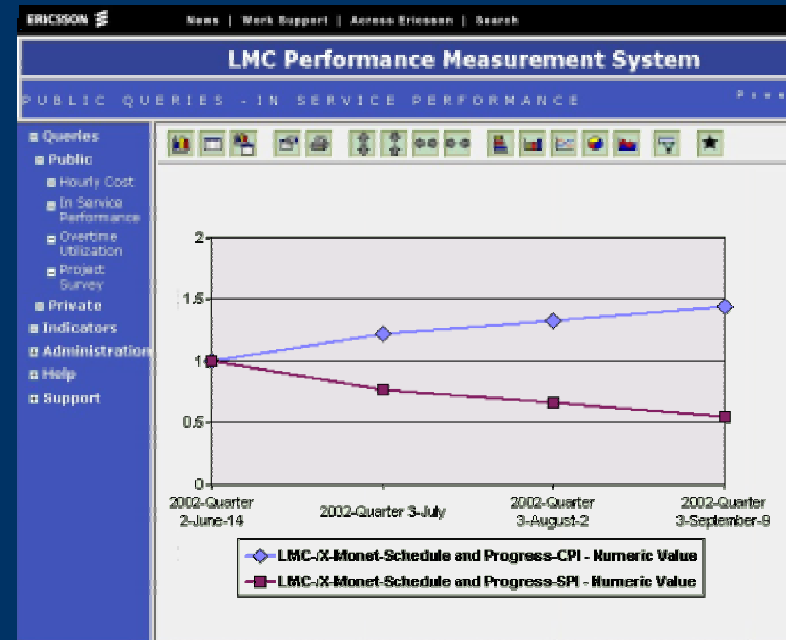 ERICSSON
News | Work Support | Across Ericsson | Search
LMC Performance Measurement System
PUBLIC QUERIES - IN SERVICE PERFORMANCE
Queries
Public
Hourly Cost
In Service
Performance
Overtime
Utilization
Project
Survey
Private
Indicators
Administration
Help
Support
2
1.5
1
0.5
0
2002-Quarter
2-June-14
2002-Quarter 3-July
2002-Quarter
3-August-2
2002-Quarter
3-September-9
LMC-/X-Monet-Schedule and Progress-CPI - Numeric Value
LMC-/X-Monet-Schedule and Progress-SPI - Numeric Value